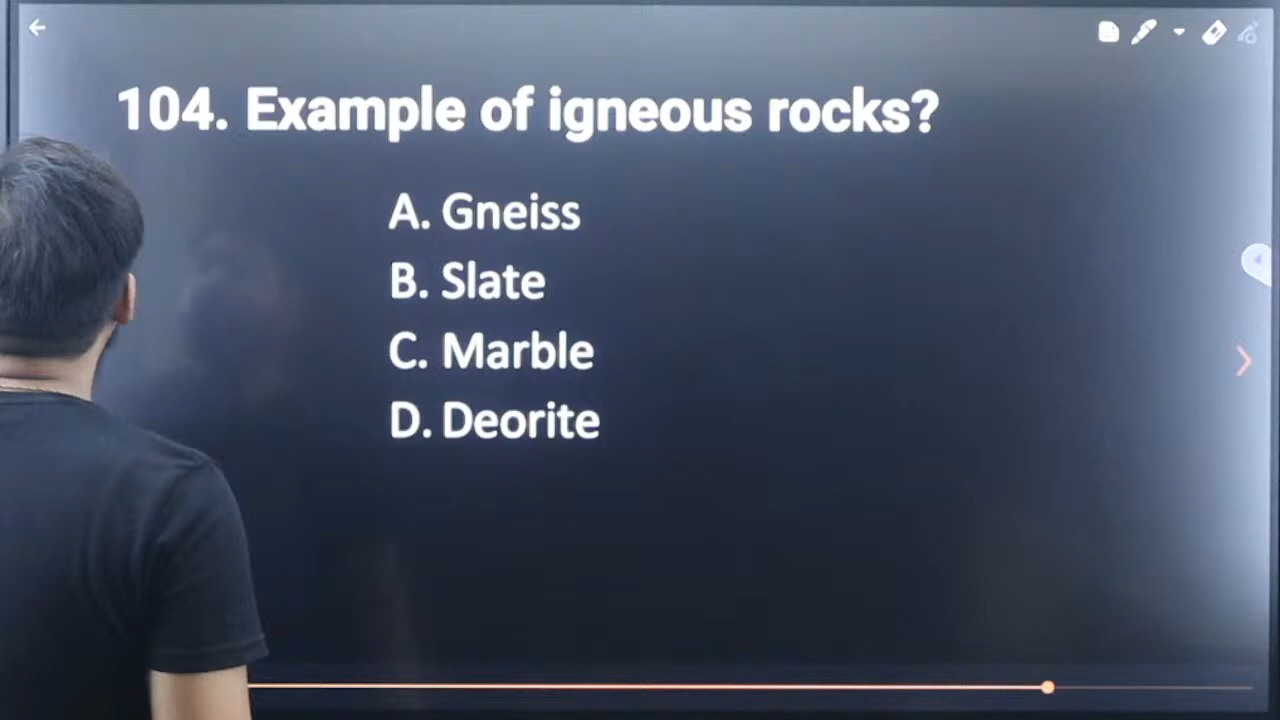 104. Example of igneous rocks?
A. Gneiss
B. Slate
C. Marble
D. Deorite